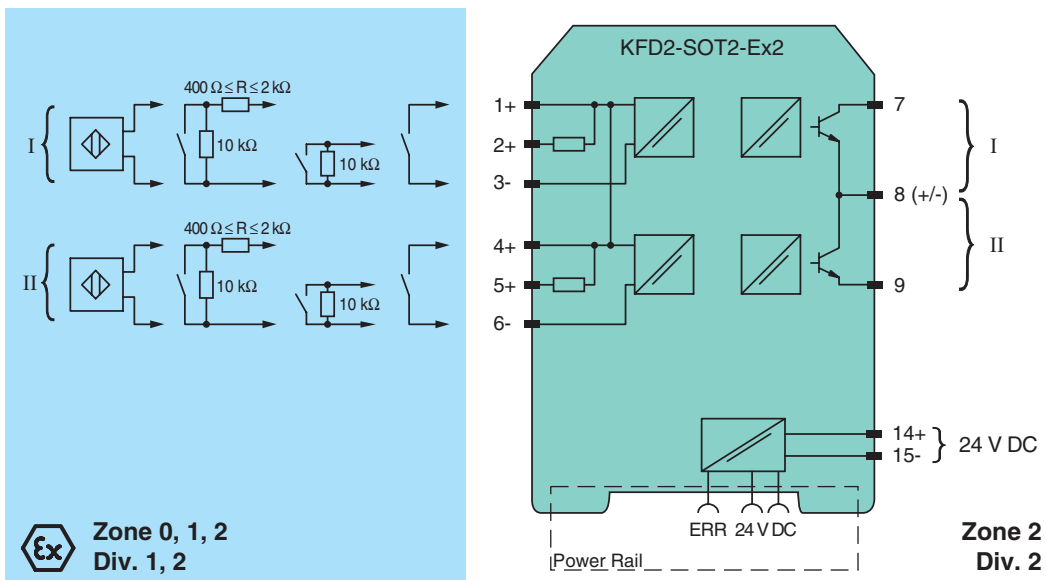 KFD2-SOT2-Ex2
400 Ω ≤ R ≤ 2 kΩ
I
10 kΩ
10 kΩ
400 Ω ≤ R ≤ 2 kΩ
II
10 kΩ
10 kΩ
1+
2+
3-
4+
5+
6-
7
I
8 (+/-)
II
9
14+
15-
24 V DC
ERR 24 V DC
Power Rail
Ex
Zone 0, 1, 2
Div. 1, 2
Zone 2
Div. 2